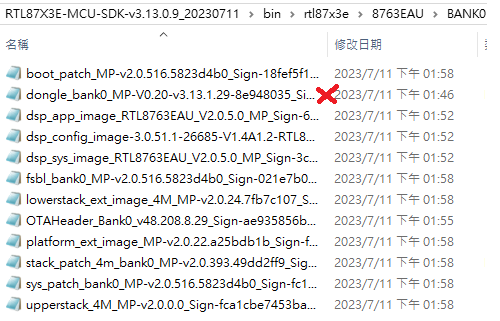 RTL87X3E-MCU-SDK-v3.13.0.9_20230711 > bin > rtl87x3e > 8763EAU > BANK0
名稱 修改日期
boot_patch_MP-v2.0.516.5823d4b0_Sign-18fef5f1... 2023/7/11 下午 01:58
dongle_bank0_MP-V0.20-v3.13.1.29-8e948035_Si... 2023/7/11 下午 01:46
dsp_app_image_RTL8763EAU_V2.0.5.0_MP_Sign-6... 2023/7/11 下午 01:52
dsp_config_image-3.0.51.1-26685-V1.4A1.2-RTL8... 2023/7/11 下午 01:52
dsp_sys_image_RTL8763EAU_V2.0.5.0_MP_Sign-3c... 2023/7/11 下午 01:52
fsbl_bank0_MP-v2.0.516.5823d4b0_Sign-021e7b0... 2023/7/11 下午 01:58
lowerstack_ext_image_4M_MP-v2.0.24.7fb7c107_S... 2023/7/11 下午 01:58
OTAHeader_Bank0_v48.208.8.29_Sign-ae935856b... 2023/7/11 下午 01:55
platform_ext_image_MP-v2.0.22.a25bdb1b_Sign-f... 2023/7/11 下午 01:58
stack_patch_4m_bank0_MP-v2.0.393.49dd2ff9_Sig... 2023/7/11 下午 01:58
sys_patch_bank0_MP-v2.0.516.5823d4b0_Sign-fc1... 2023/7/11 下午 01:58
upperstack_4M_MP-v2.0.0.0_Sign-fca1cbe7453ba... 2023/7/11 下午 01:58